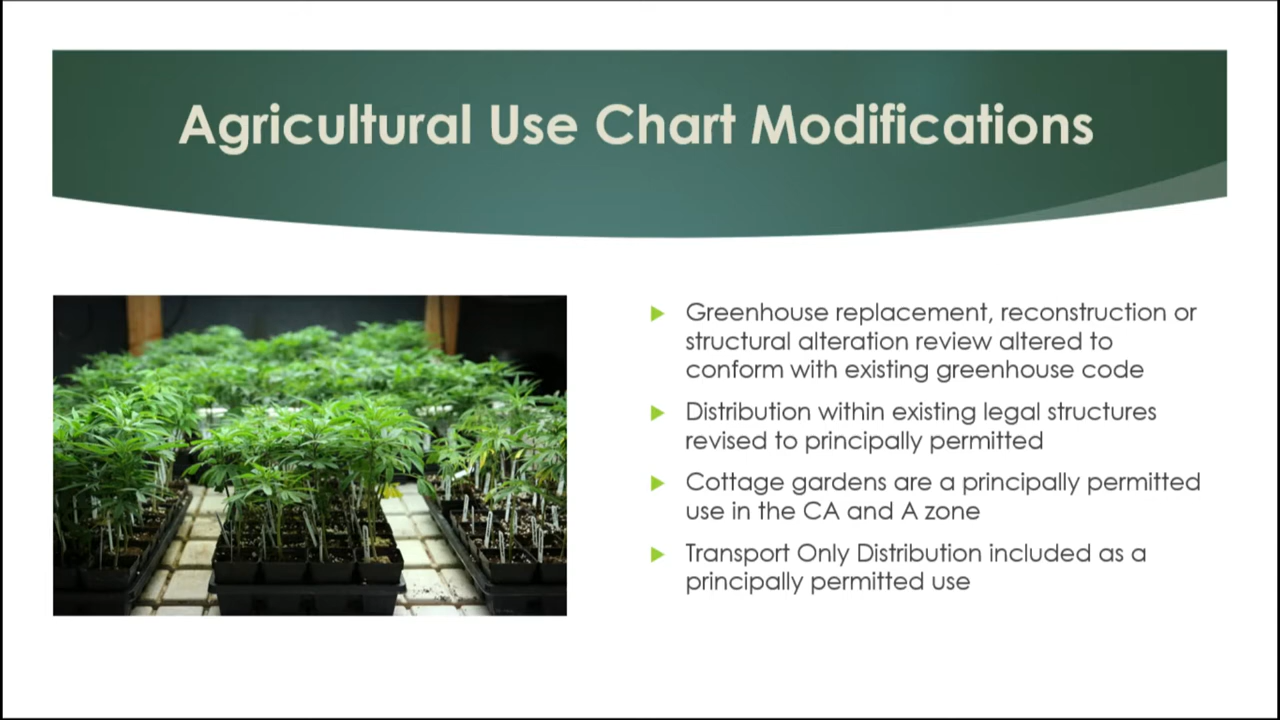 Agricultural Use Chart Modifications
Greenhouse replacement, reconstruction or
structural alteration review altered to
conform with existing greenhouse code
Distribution within existing legal structures
revised to principally permitted
Cottage gardens are a principally permitted
use in the CA and A zone
Transport Only Distribution included as a
principally permitted use